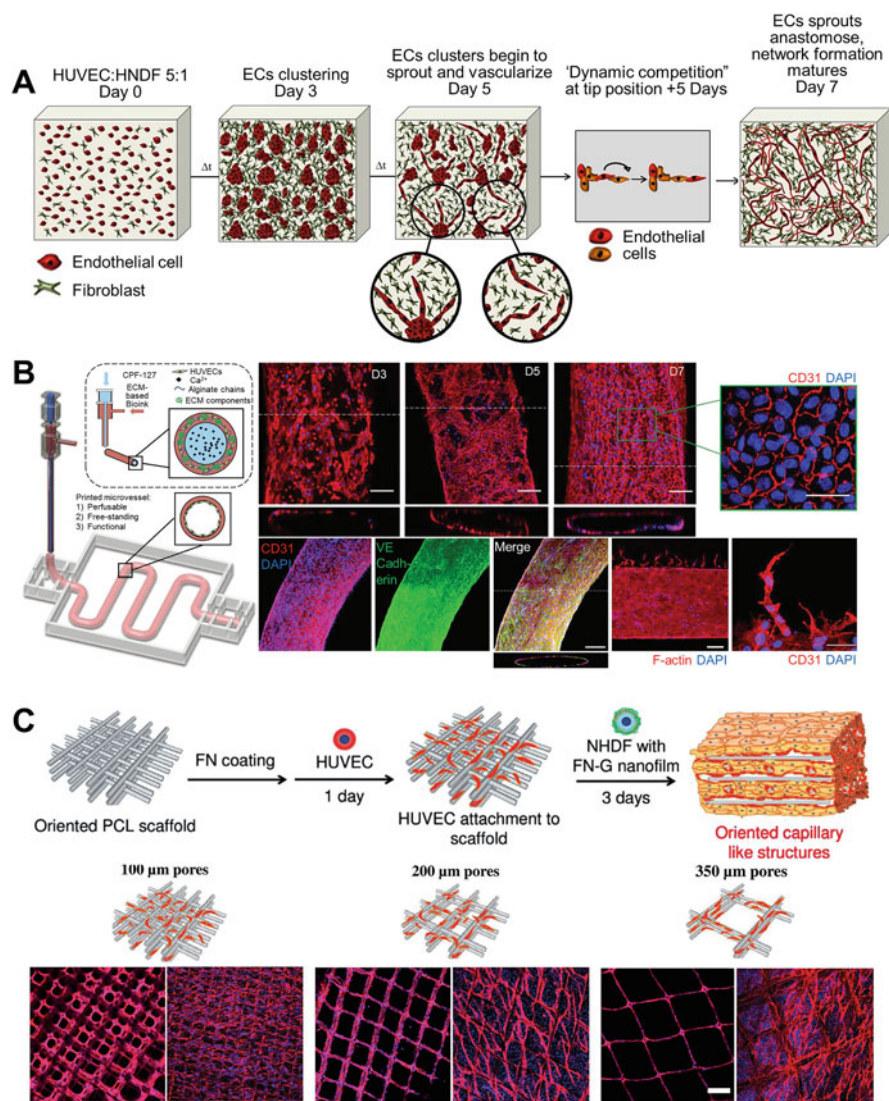 A
HUVEC:HNDF 5:1
Day 0
ECs clustering
Day 3
ECs clusters begin to
sprout and vascularize
Day 5
‘Dynamic competition”
at tip position +5 Days
ECs sprouts
anastomose,
network formation
matures
Day 7
Δt
Δt
Endothelial cell
Fibroblast
Endothelial
cells
B
CPF-127
ECM-
based
Bioink
HUVECs
Ca²⁺
Alginate chains
ECM components
Printed microvessel:
1) Perfusable
2) Free-standing
3) Functional
D3
D5
D7
CD31 DAPI
CD31
DAPI
VE
Cadh-
erin
Merge
F-actin DAPI
CD31 DAPI
C
FN coating
HUVEC
1 day
NHDF with
FN-G nanofilm
3 days
Oriented PCL scaffold
HUVEC attachment to
scaffold
Oriented capillary
like structures
100 µm pores
200 µm pores
350 µm pores